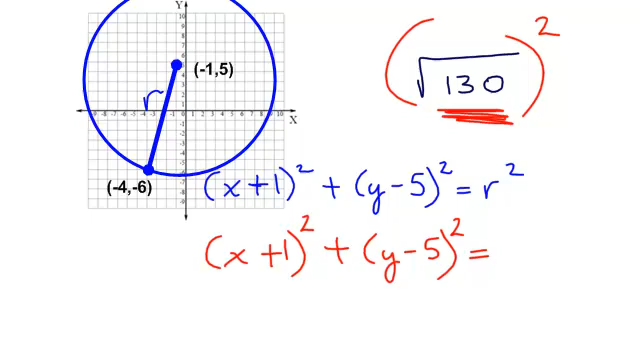 Y
(-1,5)
(√130)²
r
X
(-4,-6)
(x+1)² + (y-5)² = r²
(x+1)² + (y-5)² =